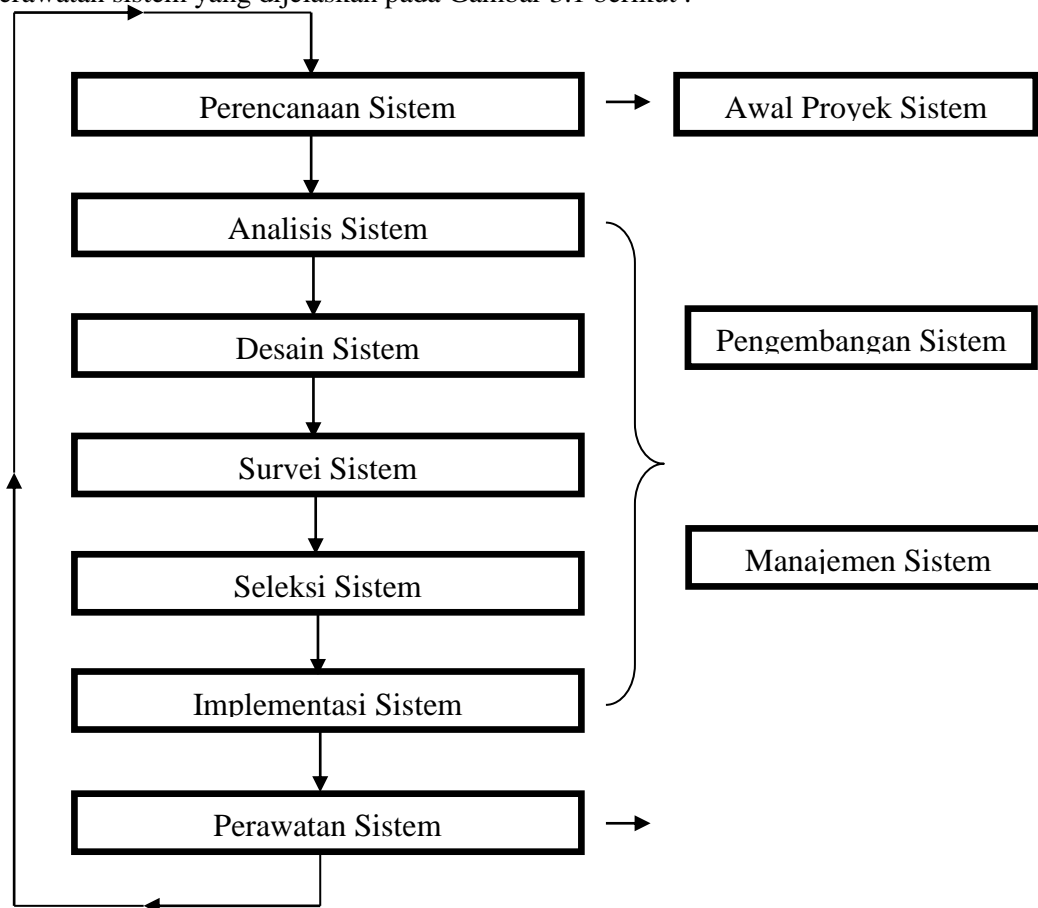 erawatan sistem yang dijelaskan pada Gambar 3.1 berikut :
Perencanaan Sistem
Awal Proyek Sistem
Analisis Sistem
Desain Sistem
Pengembangan Sistem
Survei Sistem
Manajemen Sistem
Seleksi Sistem
Implementasi Sistem
Perawatan Sistem